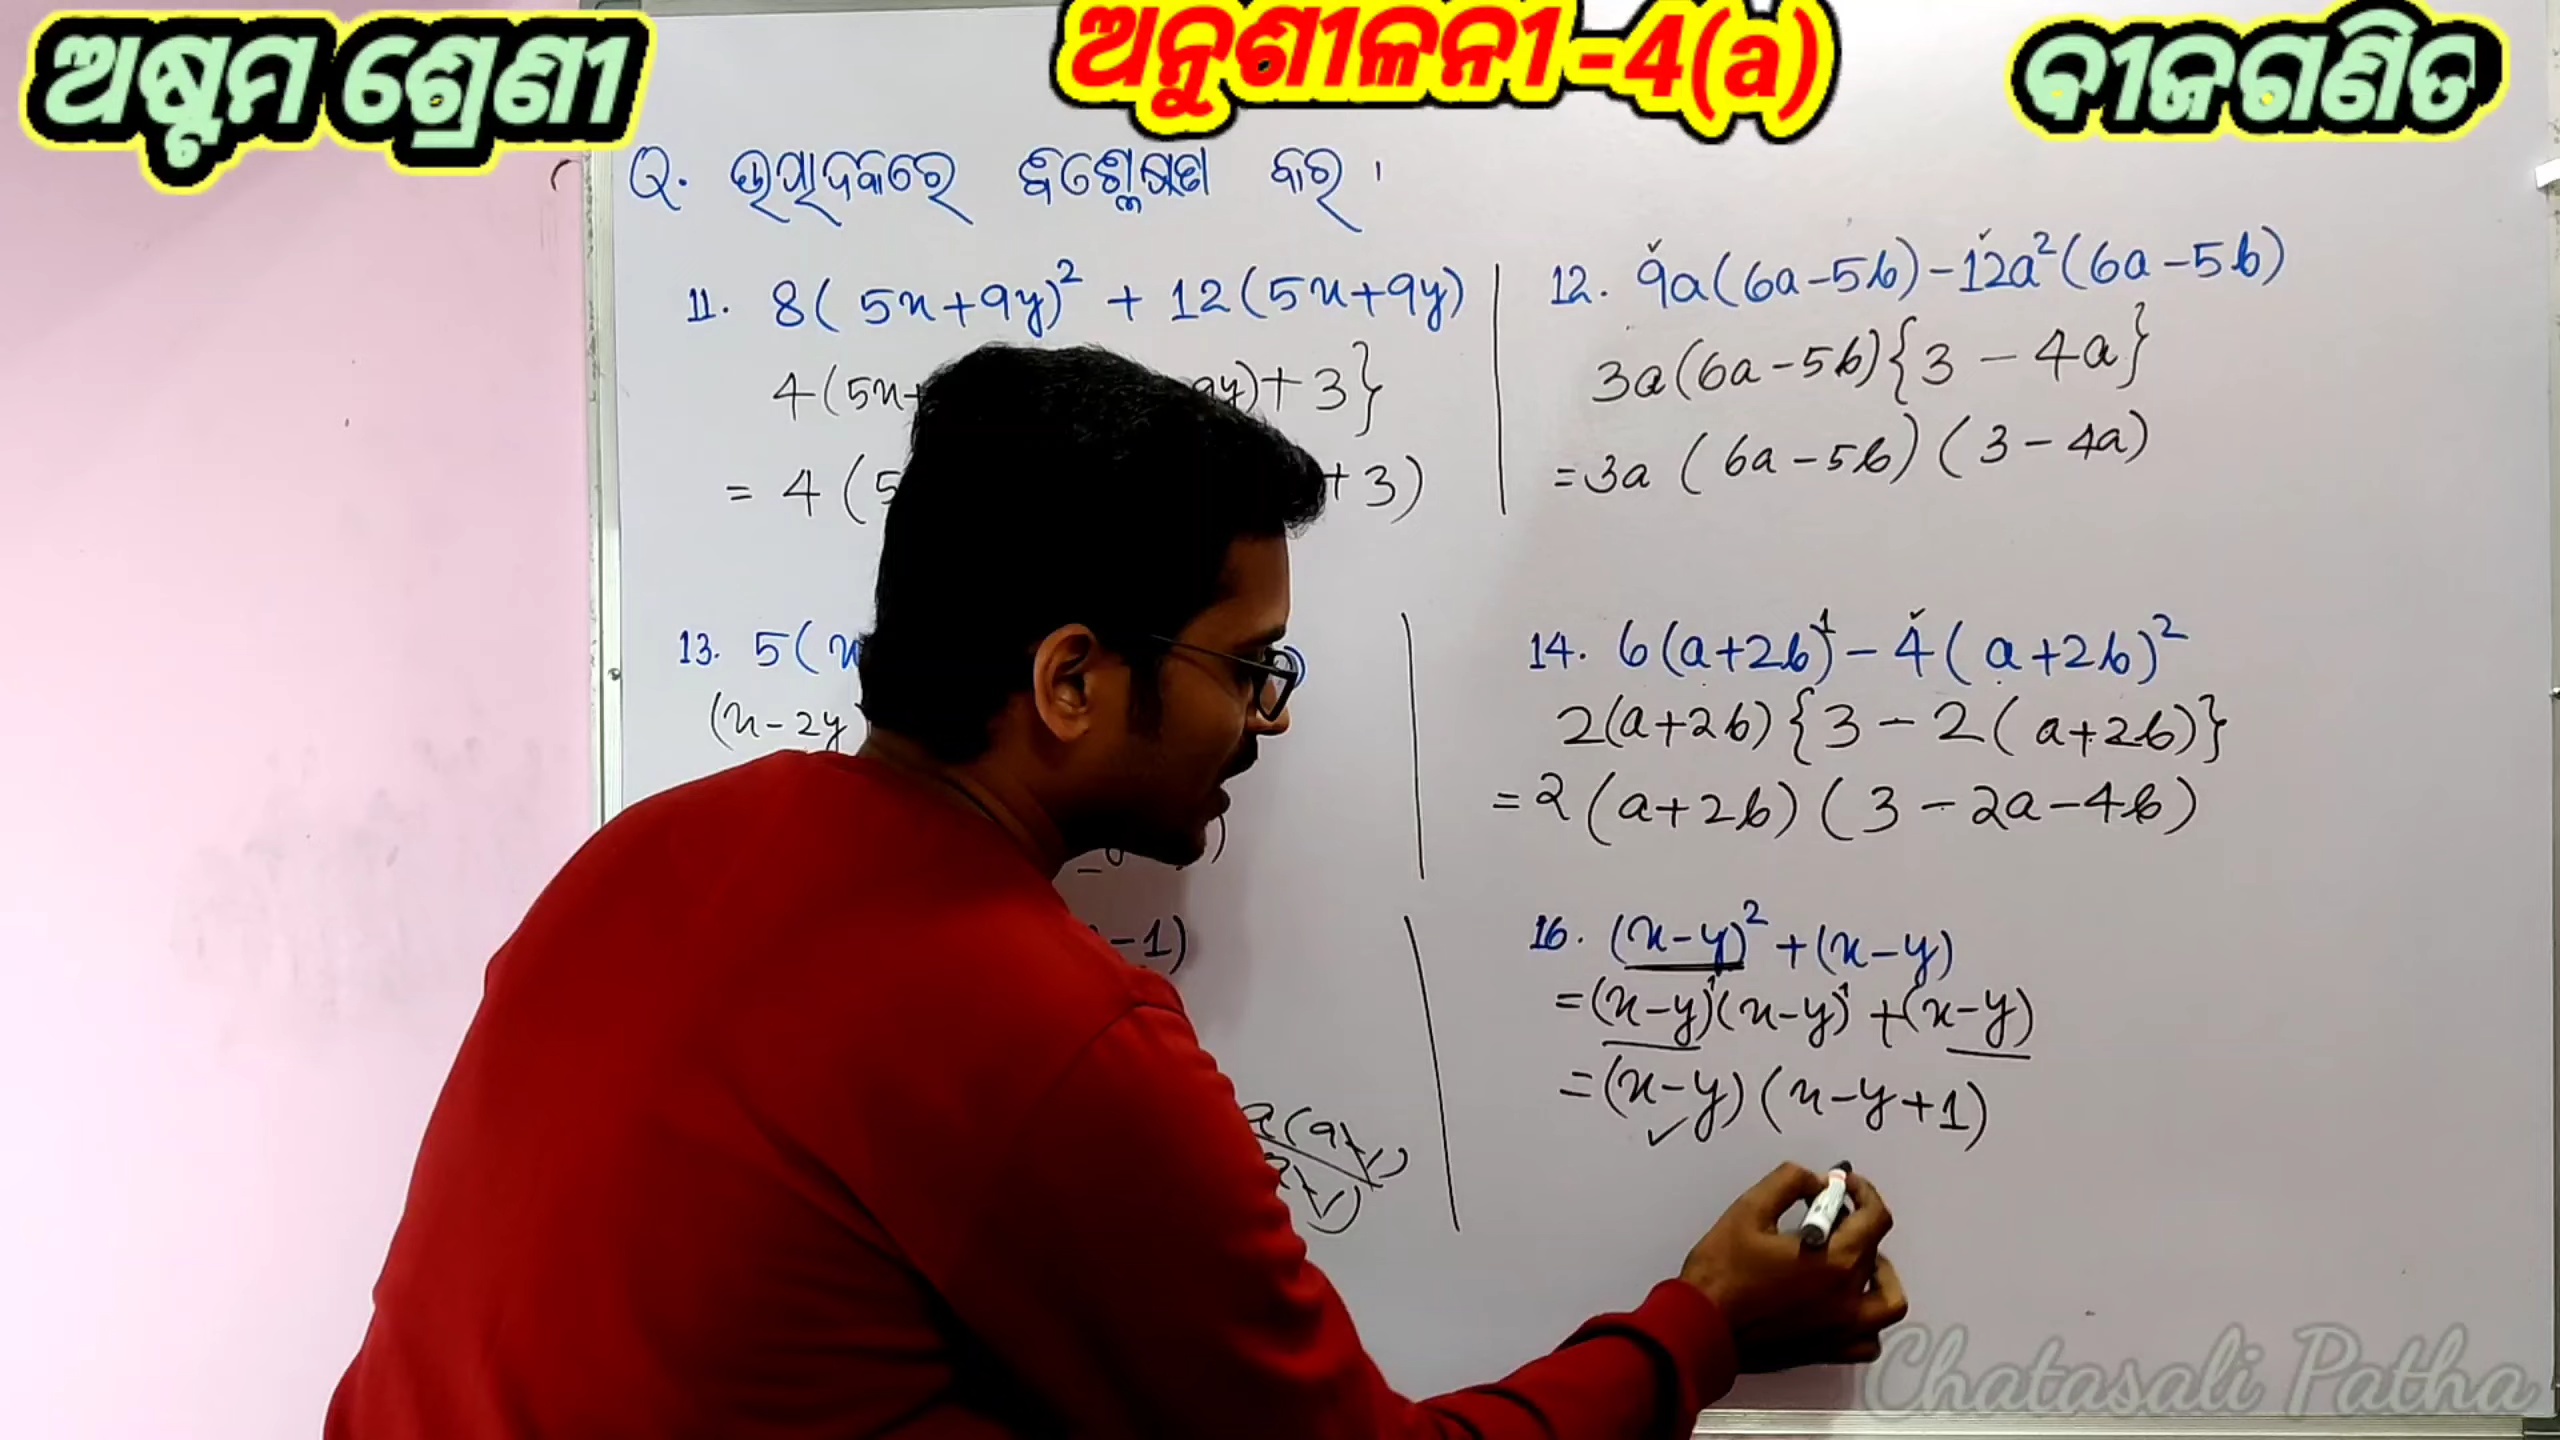 ଅଷ୍ଟମ ଶ୍ରେଣୀ
ଅନୁଶୀଳନୀ-4(a)
ବୀଜଗଣିତ
Q. ଉତ୍ପାଦକରେ ବିଶ୍ଳେଷଣ କର ।
11. 8(5x+9y)² + 12(5x+9y)
4(5x+ 9y)+3}
= 4(5 +3)
12. 9a(6a-5b)-12a²(6a-5b)
3a(6a-5b){3-4a}
=3a(6a-5b)(3-4a)
13. 5(x
(x-2y
-1)
14. 6(a+2b)¹-4(a+2b)²
2(a+2b){3-2(a+2b)}
=2(a+2b)(3-2a-4b)
16. (x-y)²+(x-y)
=(x-y)¹(x-y)¹+(x-y)
=(x-y)(x-y+1)
Chatasali Patha